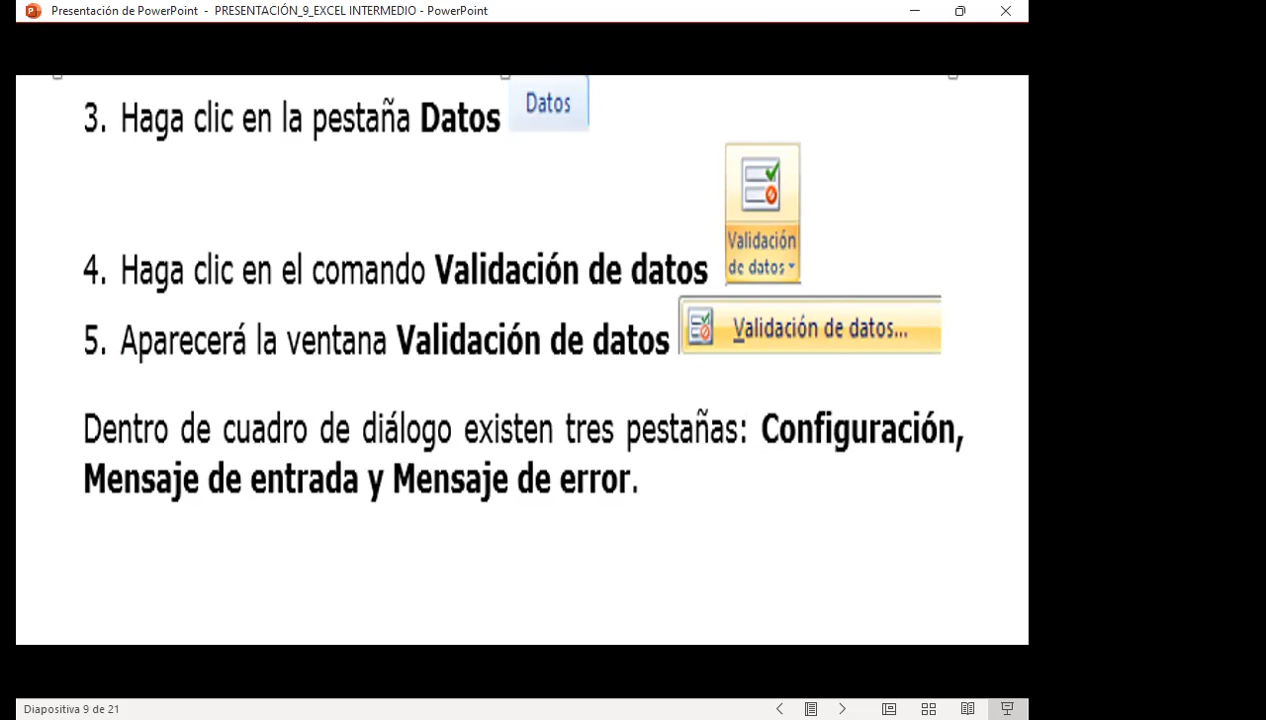 Presentación de PowerPoint - PRESENTACIÓN_9_EXCEL INTERMEDIO - PowerPoint
3. Haga clic en la pestaña Datos Datos
Validación
de datos
4. Haga clic en el comando Validación de datos
5. Aparecerá la ventana Validación de datos Validación de datos...
Dentro de cuadro de diálogo existen tres pestañas: Configuración,
Mensaje de entrada y Mensaje de error.
Diapositiva 9 de 21